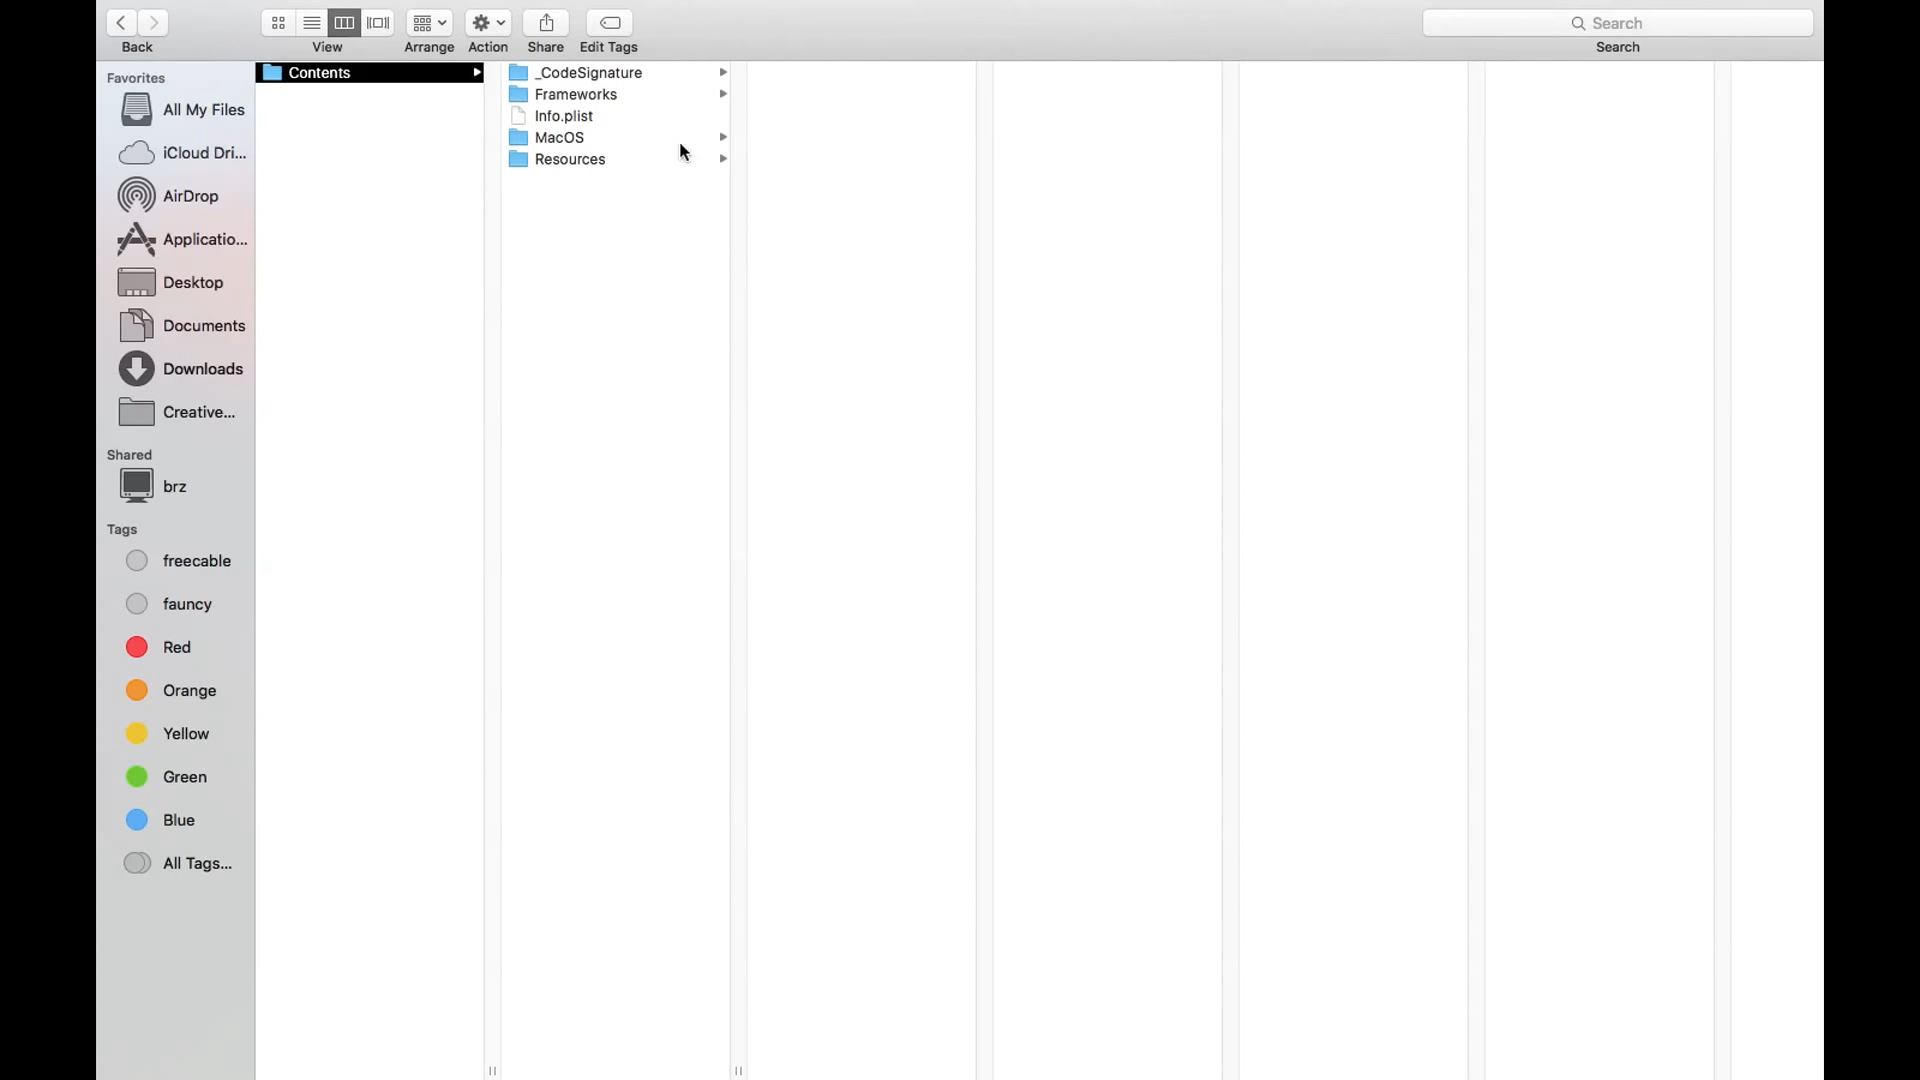 Back
View
Arrange
Action
Share
Edit Tags
Search
Search
Favorites
All My Files
iCloud Dri...
AirDrop
Applicatio...
Desktop
Documents
Downloads
Creative...
Shared
brz
Tags
freecable
fauncy
Red
Orange
Yellow
Green
Blue
All Tags...
Contents
_CodeSignature
Frameworks
Info.plist
MacOS
Resources